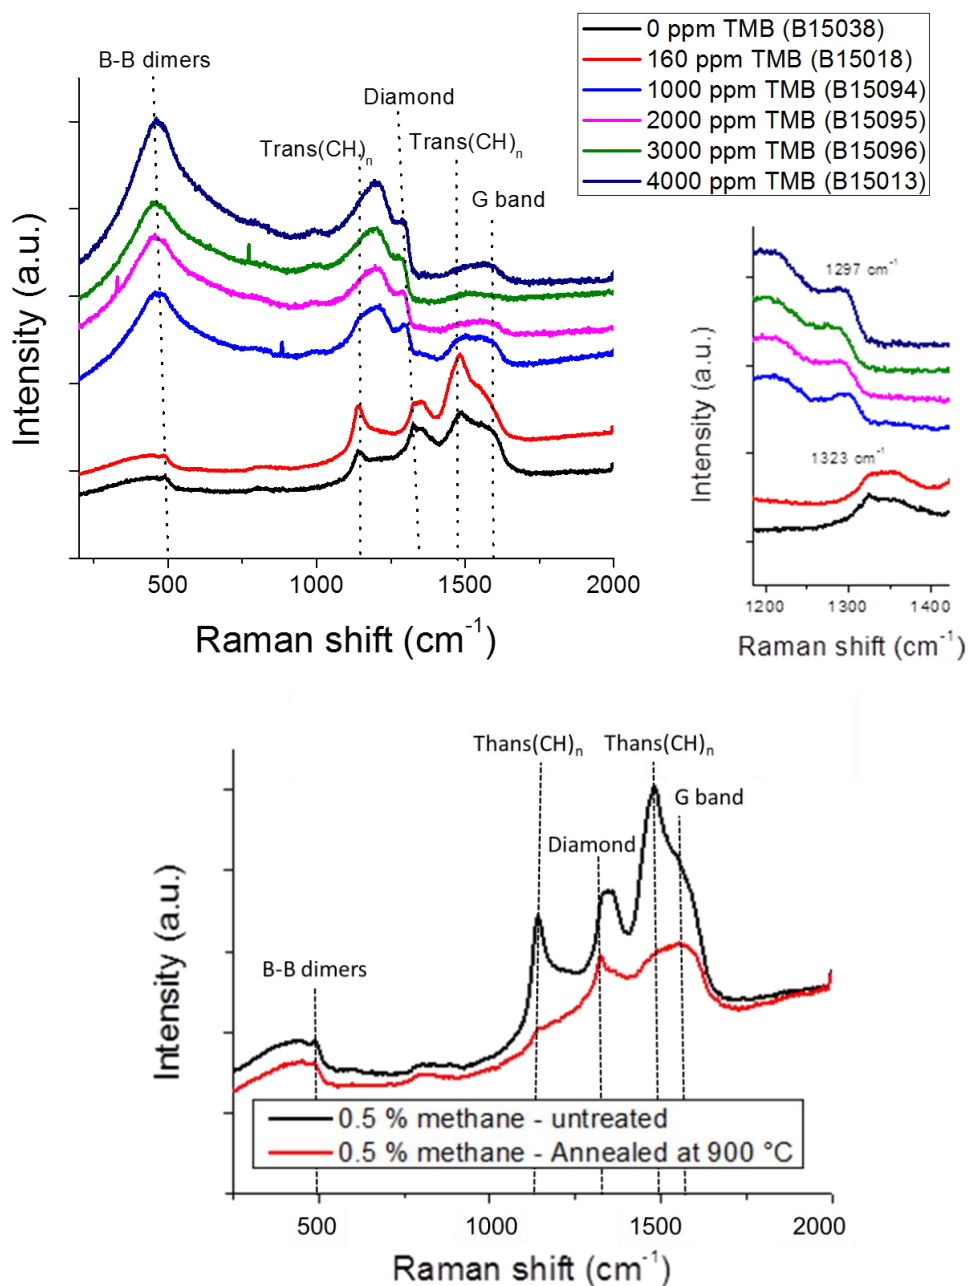 0 ppm TMB (B15038)
160 ppm TMB (B15018)
1000 ppm TMB (B15094)
2000 ppm TMB (B15095)
3000 ppm TMB (B15096)
4000 ppm TMB (B15013)
B-B dimers
Diamond
Trans(CH)n
Trans(CH)n
G band
Intensity (a.u.)
500
1000
1500
2000
Raman shift (cm-1)
1297 cm-1
1323 cm-1
Intensity (a.u.)
1200
1300
1400
Raman shift (cm-1)
Thans(CH)n
Thans(CH)n
G band
Diamond
B-B dimers
Intensity (a.u.)
0.5 % methane - untreated
0.5 % methane - Annealed at 900 °C
500
1000
1500
2000
Raman shift (cm-1)